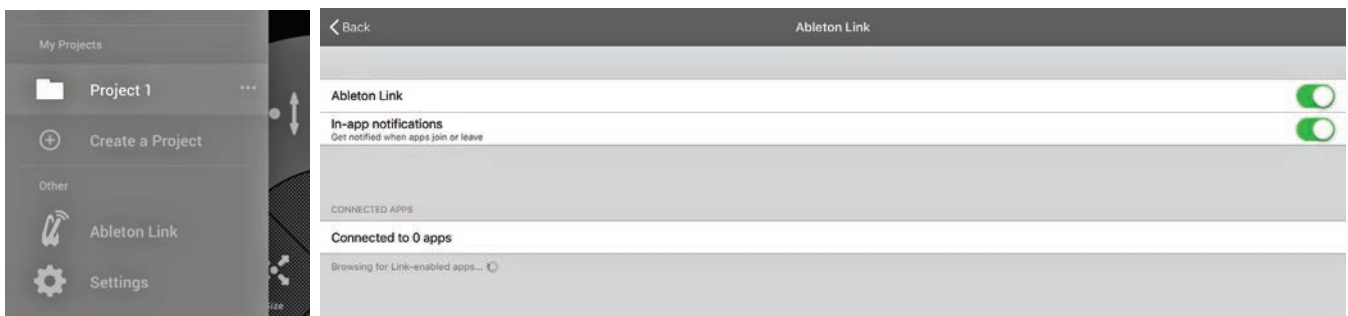 My Projects
Project 1
Create a Project
Other
Ableton Link
Settings
Size
Back
Ableton Link
Ableton Link
In-app notifications
Get notified when apps join or leave
CONNECTED APPS
Connected to 0 apps
Browsing for Link-enabled apps...